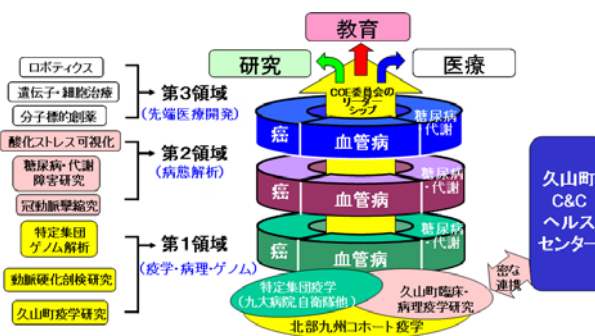 教育
研究
医療
COE委員会の
リーダー
シップ
ロボティクス
遺伝子・細胞治療
分子標的創薬
第3領域
(先端医療開発)
癌
血管病
糖尿病
・代謝
酸化ストレス可視化
糖尿病・代謝
障害研究
冠動脈攣縮究
第2領域
(病態解析)
癌
血管病
糖尿病
・代謝
特定集団
ゲノム解析
動脈硬化剖検研究
久山町疫学研究
第1領域
(疫学・病理・ゲノム)
癌
血管病
糖尿病
・代謝
特定集団疫学
(九大病院,自衛隊他)
久山町臨床・
病理疫学研究
北部九州コホート疫学
密な
連携
久山町
C&C
ヘルス
センター